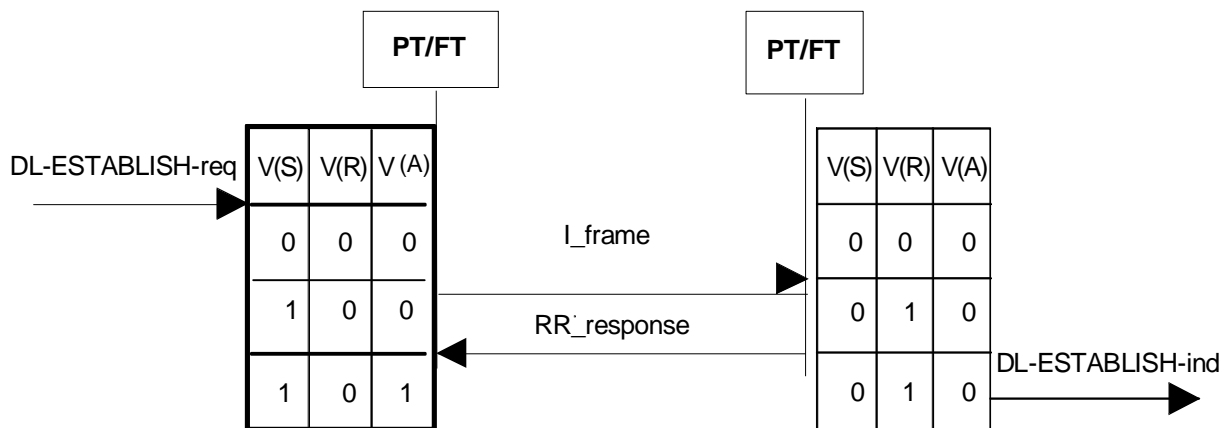 PT/FT
PT/FT
DL-ESTABLISH-req
V(S) V(R) V(A)
0 0 0
1 0 0
1 0 1
I_frame
RR_response
V(S) V(R) V(A)
0 0 0
0 1 0
0 1 0
DL-ESTABLISH-ind